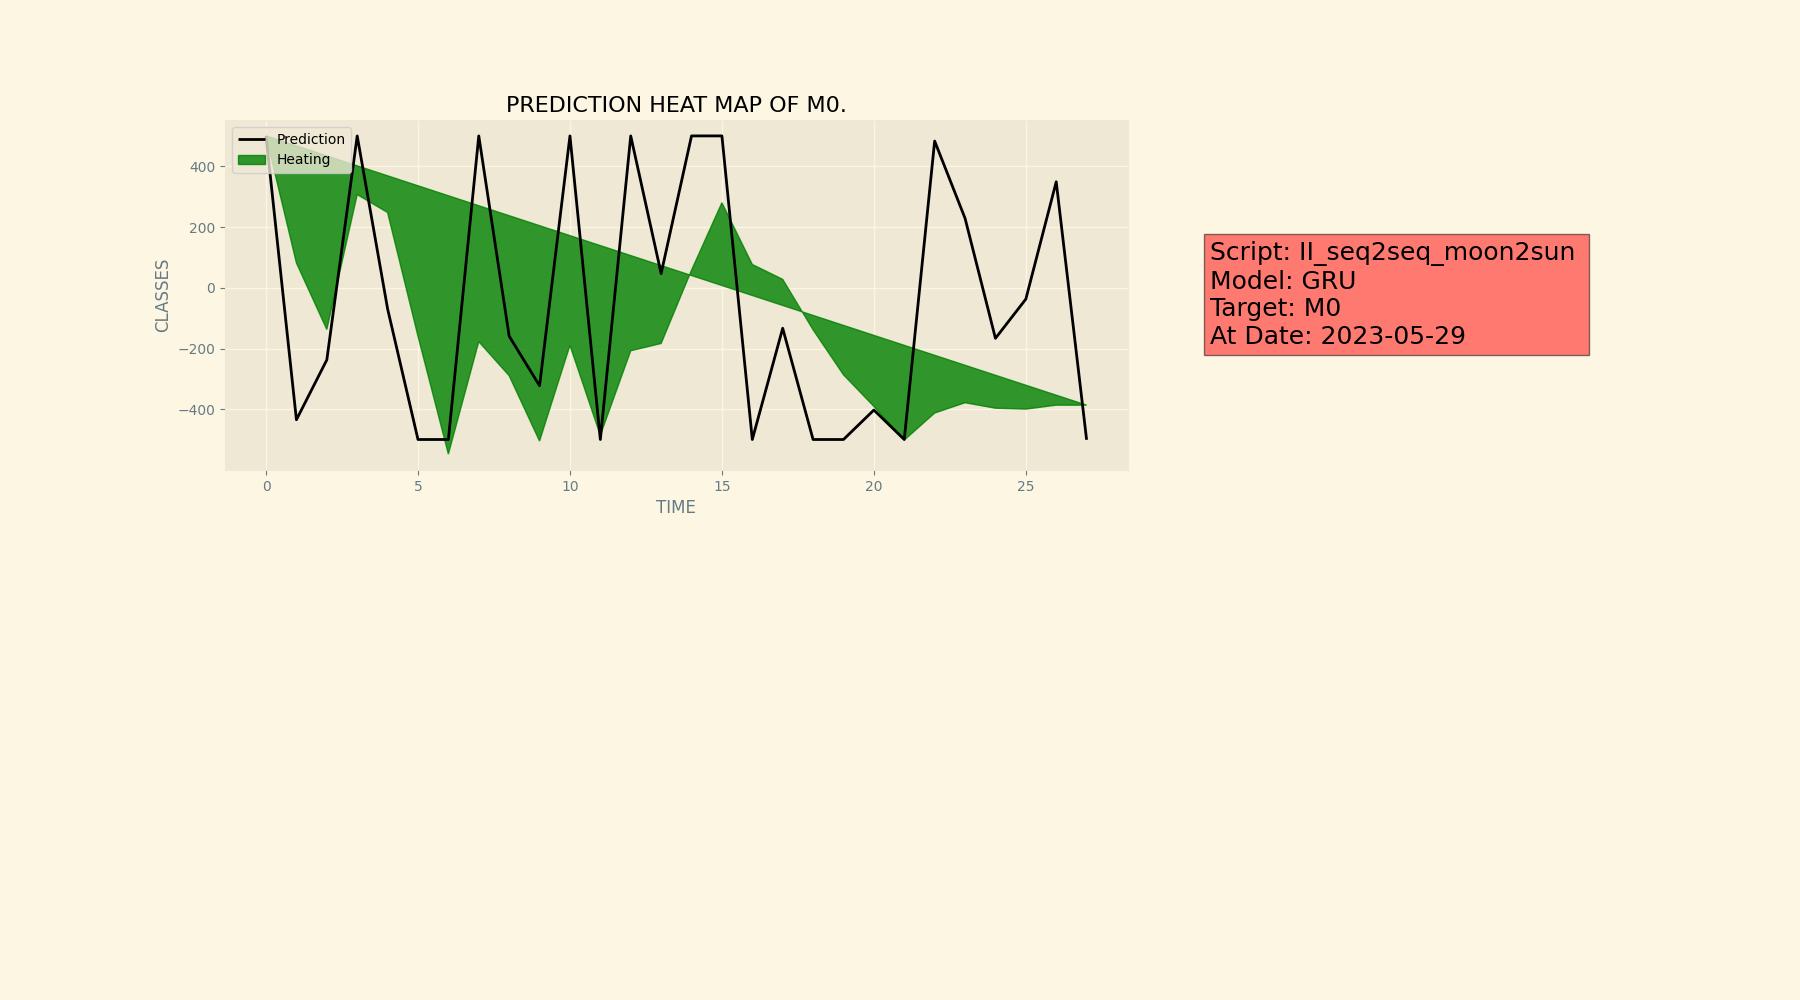 PREDICTION HEAT MAP OF M0.
Prediction
Heating
400
200
0
−200
−400
CLASSES
0 5 10 15 20 25
TIME
Script: II_seq2seq_moon2sun
Model: GRU
Target: M0
At Date: 2023-05-29